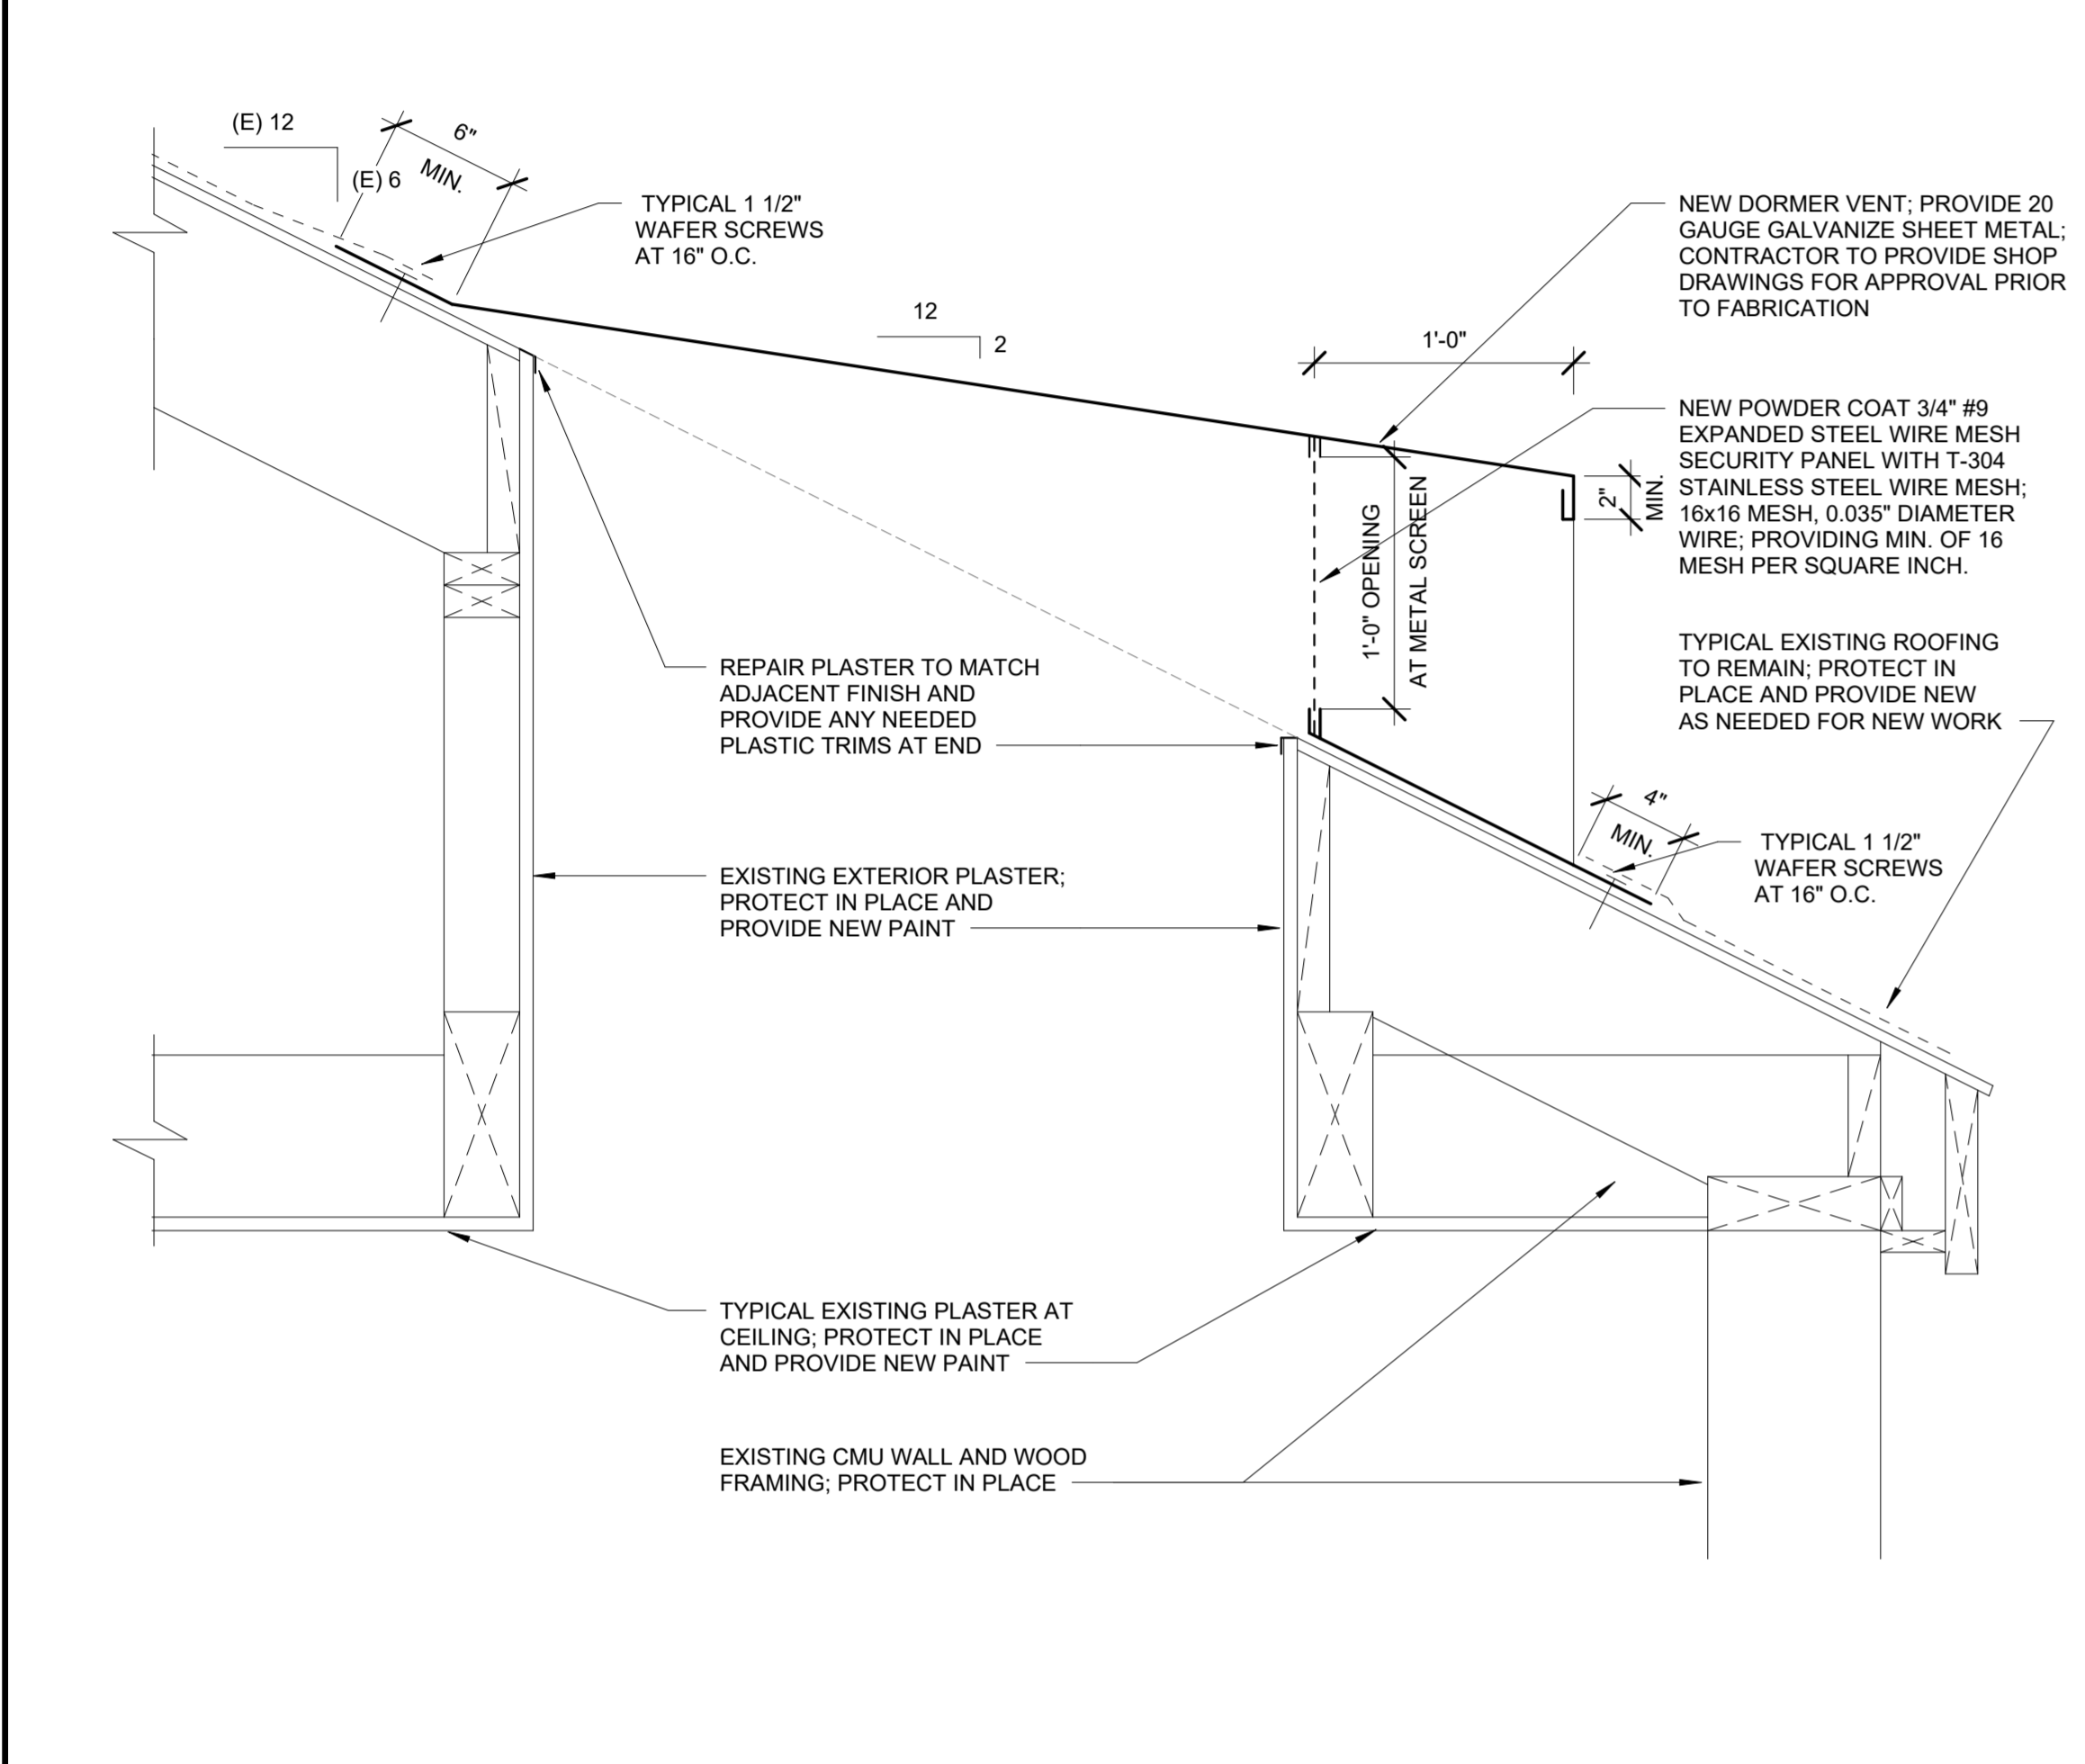 (E) 12
(E) 6
6"
MIN.
TYPICAL 1 1/2"
WAFER SCREWS
AT 16" O.C.
12
2
1'-0"
NEW DORMER VENT; PROVIDE 20
GAUGE GALVANIZE SHEET METAL;
CONTRACTOR TO PROVIDE SHOP
DRAWINGS FOR APPROVAL PRIOR
TO FABRICATION
NEW POWDER COAT 3/4" #9
EXPANDED STEEL WIRE MESH
SECURITY PANEL WITH T-304
STAINLESS STEEL WIRE MESH;
16x16 MESH, 0.035" DIAMETER
WIRE; PROVIDING MIN. OF 16
MESH PER SQUARE INCH.
2"
MIN.
1'-0" OPENING
AT METAL SCREEN
TYPICAL EXISTING ROOFING
TO REMAIN; PROTECT IN
PLACE AND PROVIDE NEW
AS NEEDED FOR NEW WORK
REPAIR PLASTER TO MATCH
ADJACENT FINISH AND
PROVIDE ANY NEEDED
PLASTIC TRIMS AT END
4"
MIN.
TYPICAL 1 1/2"
WAFER SCREWS
AT 16" O.C.
EXISTING EXTERIOR PLASTER;
PROTECT IN PLACE AND
PROVIDE NEW PAINT
TYPICAL EXISTING PLASTER AT
CEILING; PROTECT IN PLACE
AND PROVIDE NEW PAINT
EXISTING CMU WALL AND WOOD
FRAMING; PROTECT IN PLACE